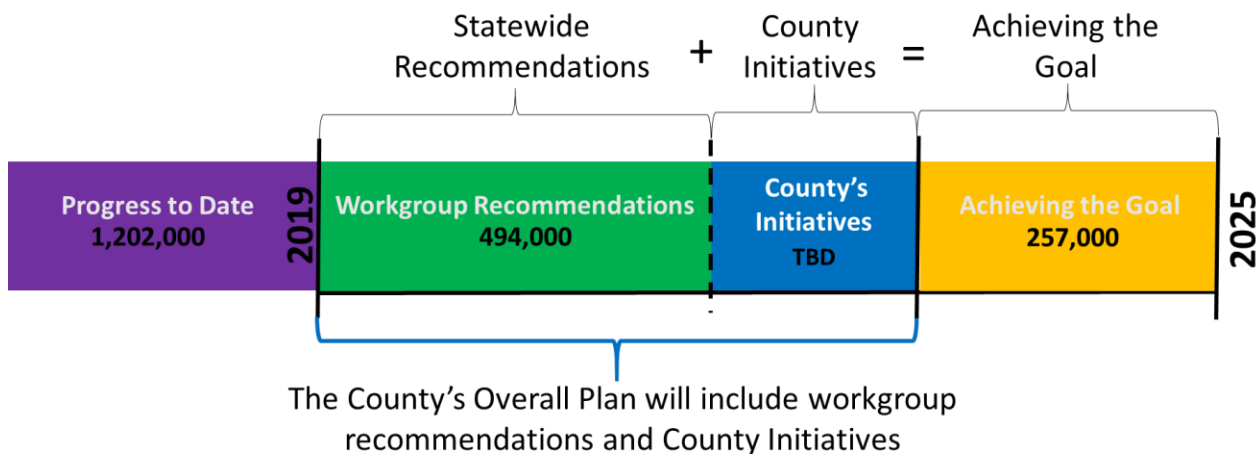 Statewide
Recommendations
+
County
Initiatives
=
Achieving the
Goal
Progress to Date
1,202,000
2019
Workgroup Recommendations
494,000
County's
Initiatives
TBD
Achieving the Goal
257,000
2025
The County's Overall Plan will include workgroup
recommendations and County Initiatives